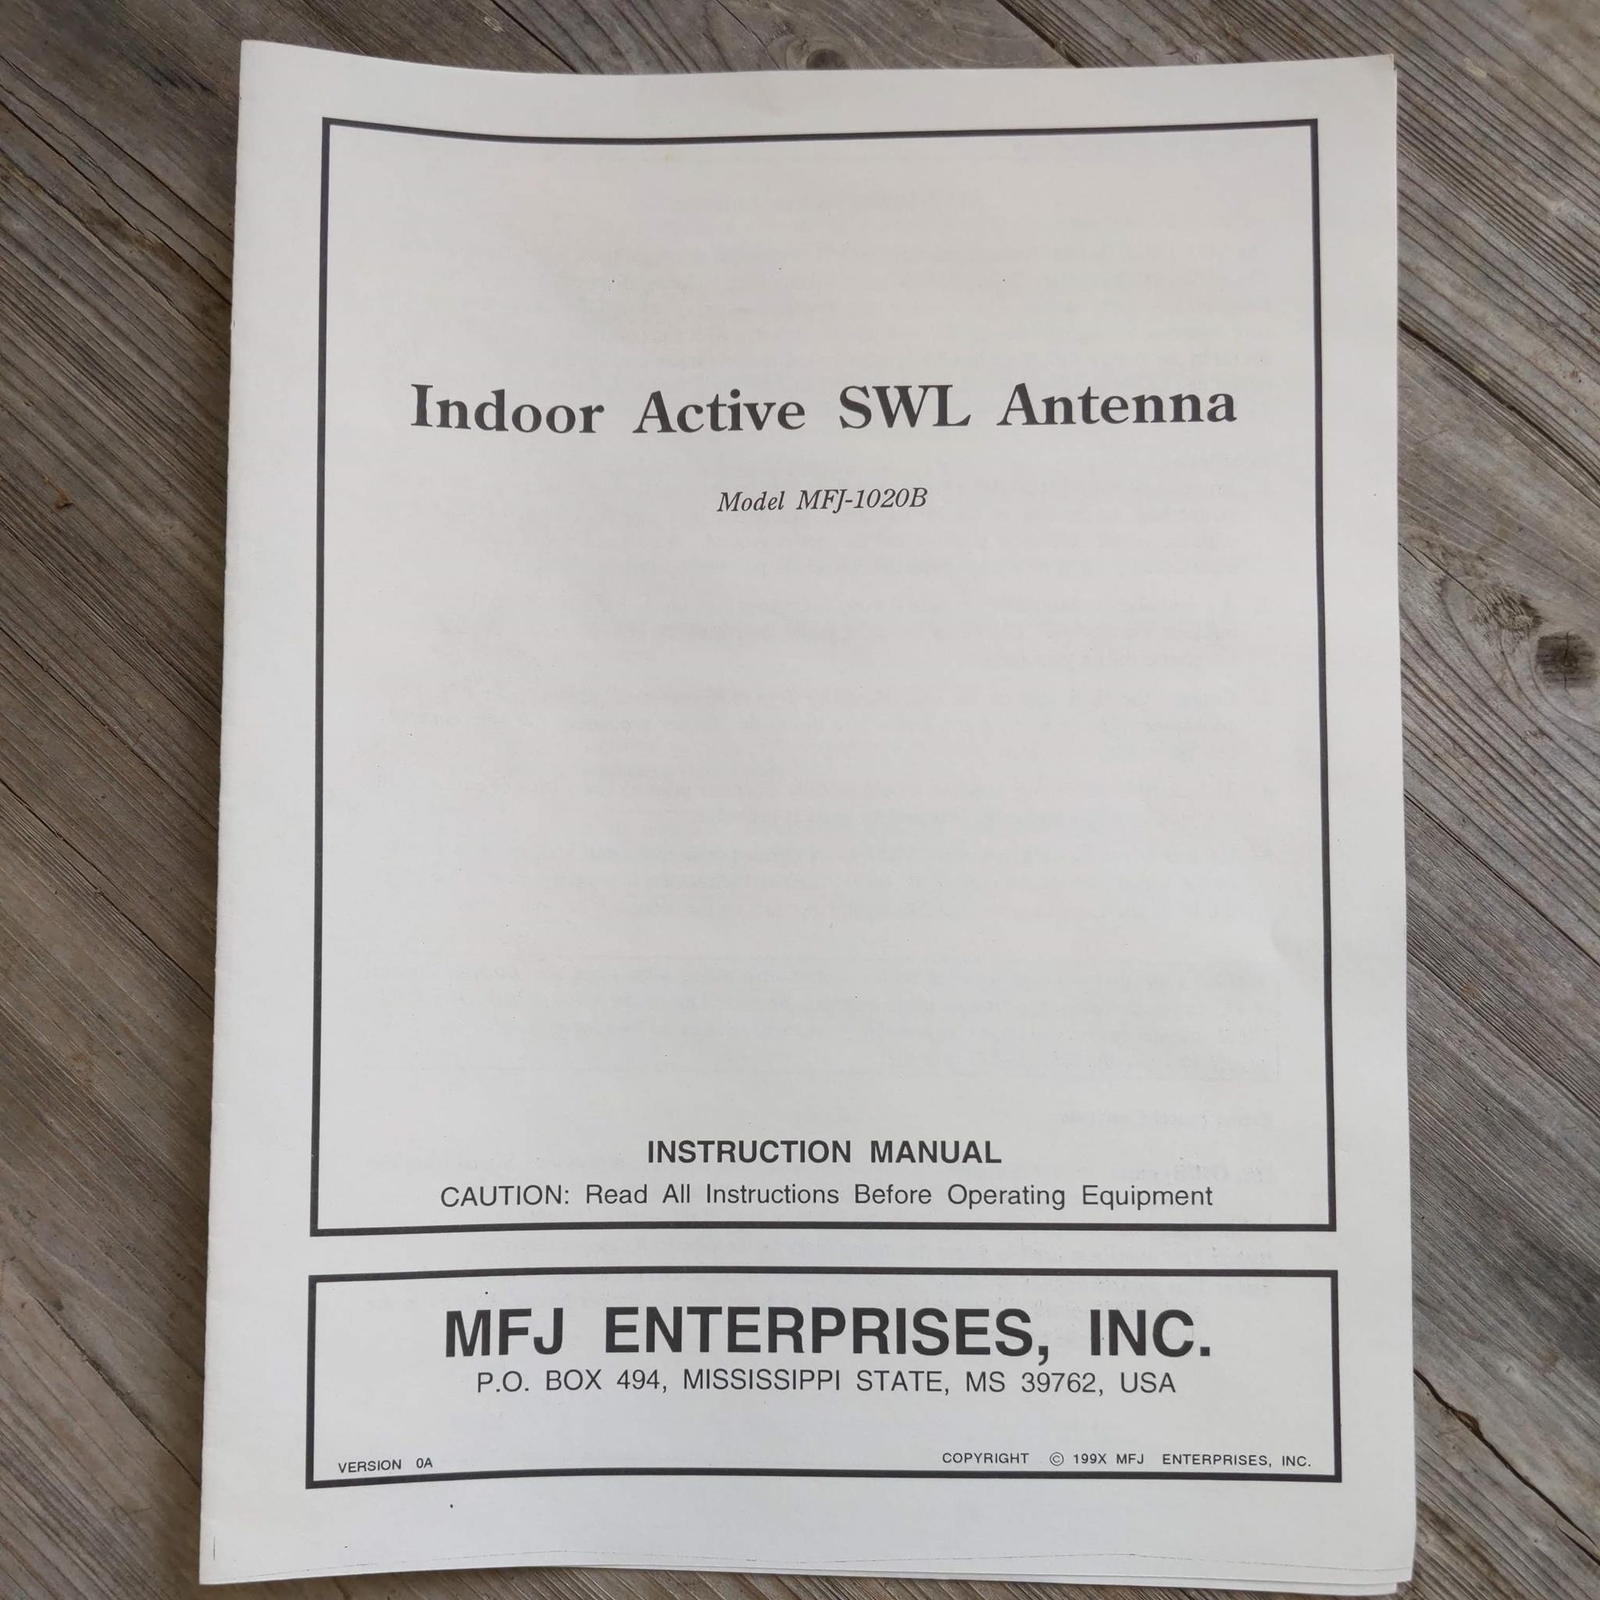 Indoor Active SWL Antenna
Model MFJ-1020B
INSTRUCTION MANUAL
CAUTION: Read All Instructions Before Operating Equipment
MFJ ENTERPRISES, INC.
P.O. BOX 494, MISSISSIPPI STATE, MS 39762, USA
VERSION 0A
COPYRIGHT © 199X MFJ ENTERPRISES, INC.